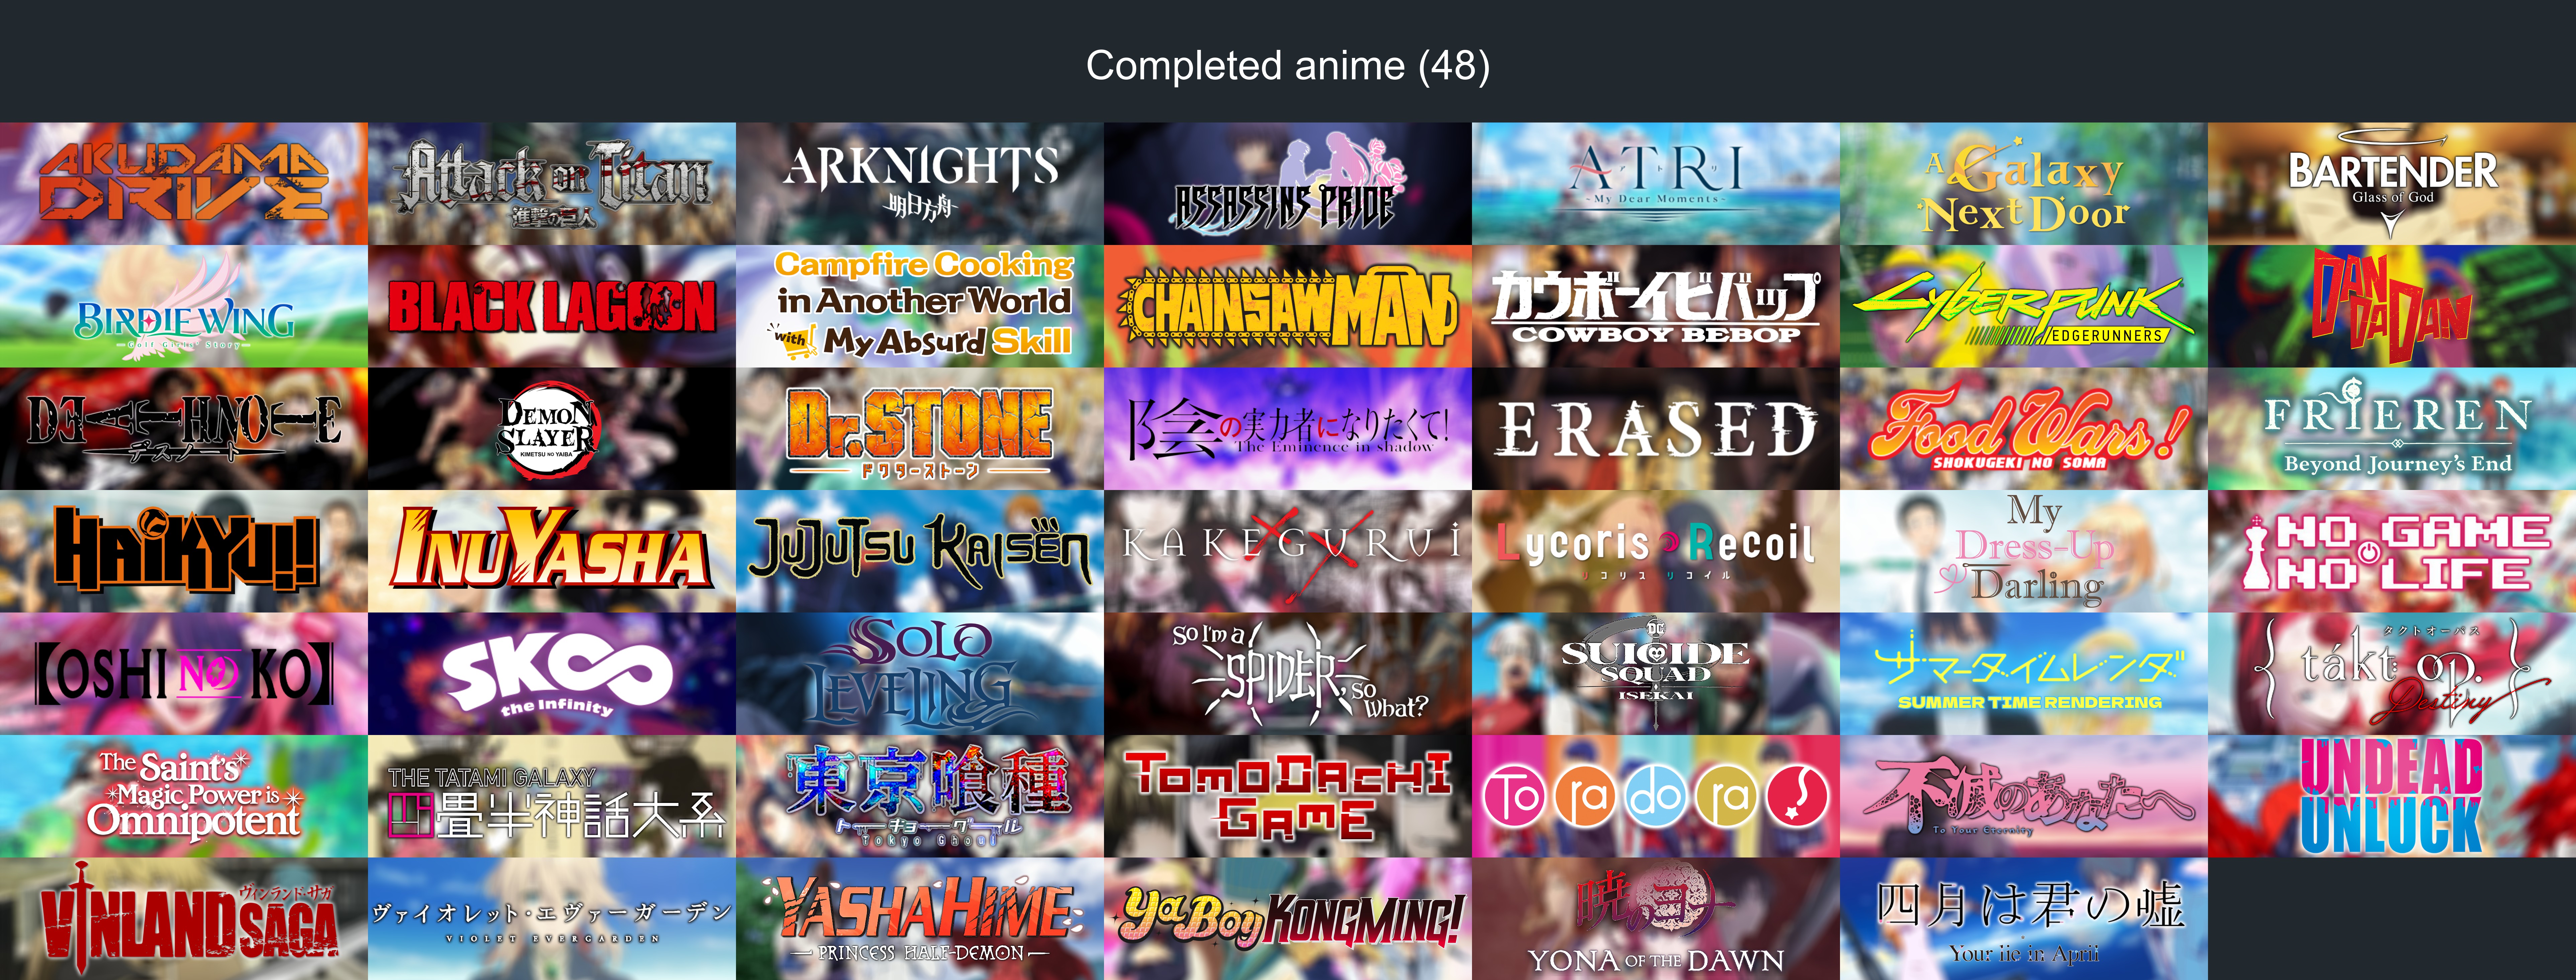 Completed anime (48)
AKUDAMA DRIVE
Attack on Titan
進撃の巨人
ARKNIGHTS
明日方舟
ASSASSINS PRIDE
ATRI
アトリ
-My Dear Moments-
A Galaxy
Next Door
BARTENDER
Glass of God
BIRDIE WING
—Golf Girls' Story—
BLACK LAGOON
Campfire Cooking
in Another World
with My Absurd Skill
CHAINSAW MAN
カウボーイビバップ
COWBOY BEBOP
Cyberpunk
EDGERUNNERS
DAN
DA DAN
DEATH NOTE
デスノート
DEMON
SLAYER
KIMETSU NO YAIBA
Dr.STONE
ドクターストーン
陰の実力者になりたくて!
The Eminence in shadow
ERASED
Food Wars!
SHOKUGEKI NO SOMA
FRIEREN
Beyond Journey's End
HAIKYU!!
INUYASHA
JUJUTSU KAISEN
KAKEGURUI
Lycoris Recoil
リコリス リコイル
My
Dress-Up
Darling
NO GAME
NO LIFE
【OSHI NO KO】
SK∞
the Infinity
SOLO
LEVELING
So I'm a
SPIDER,
So
What?
DC
SUICIDE
SQUAD
ISEKAI
サマータイムレンダ
SUMMER TIME RENDERING
タクトオーパス
takt op.
Destiny
The Saint's
Magic Power is
Omnipotent
THE TATAMI GALAXY
四畳半神話大系
東京喰種
トーキョーグール
Tokyo Ghoul
TOMODACHI
GAME
To ra do ra !
不滅のあなたへ
To Your Eternity
UNDEAD
UNLUCK
ヴィンランド・サガ
VINLAND SAGA
ヴァイオレット・エヴァーガーデン
VIOLET EVERGARDEN
YASHAHIME
—PRINCESS HALF-DEMON—
Ya Boy KONGMING!
暁のヨナ
YONA OF THE DAWN
四月は君の嘘
Your lie in April